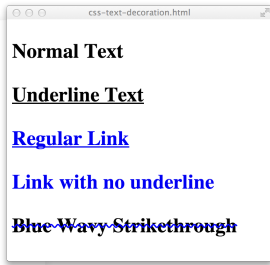 css-text-decoration.html
Normal Text
Underline Text
Regular Link
Link with no underline
Blue Wavy Strikethrough